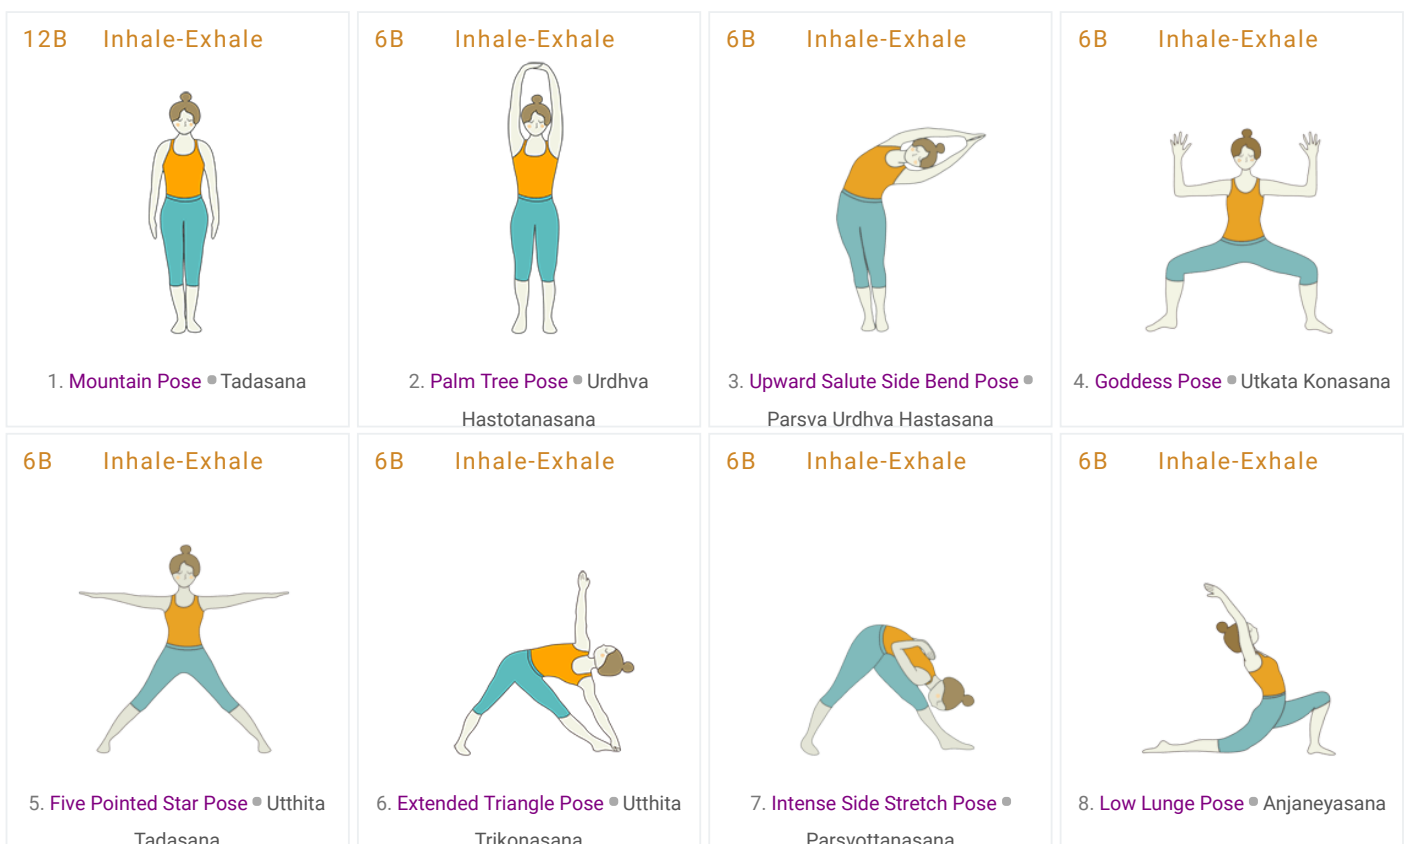 12B Inhale-Exhale
1. Mountain Pose Tadasana
6B Inhale-Exhale
2. Palm Tree Pose Urdhva
Hastotanasana
6B Inhale-Exhale
3. Upward Salute Side Bend Pose
Parsva Urdhva Hastasana
6B Inhale-Exhale
4. Goddess Pose Utkata Konasana
6B Inhale-Exhale
5. Five Pointed Star Pose Utthita
Tadasana
6B Inhale-Exhale
6. Extended Triangle Pose Utthita
Trikonasana
6B Inhale-Exhale
7. Intense Side Stretch Pose
Parsvottanasana
6B Inhale-Exhale
8. Low Lunge Pose Anjaneyasana